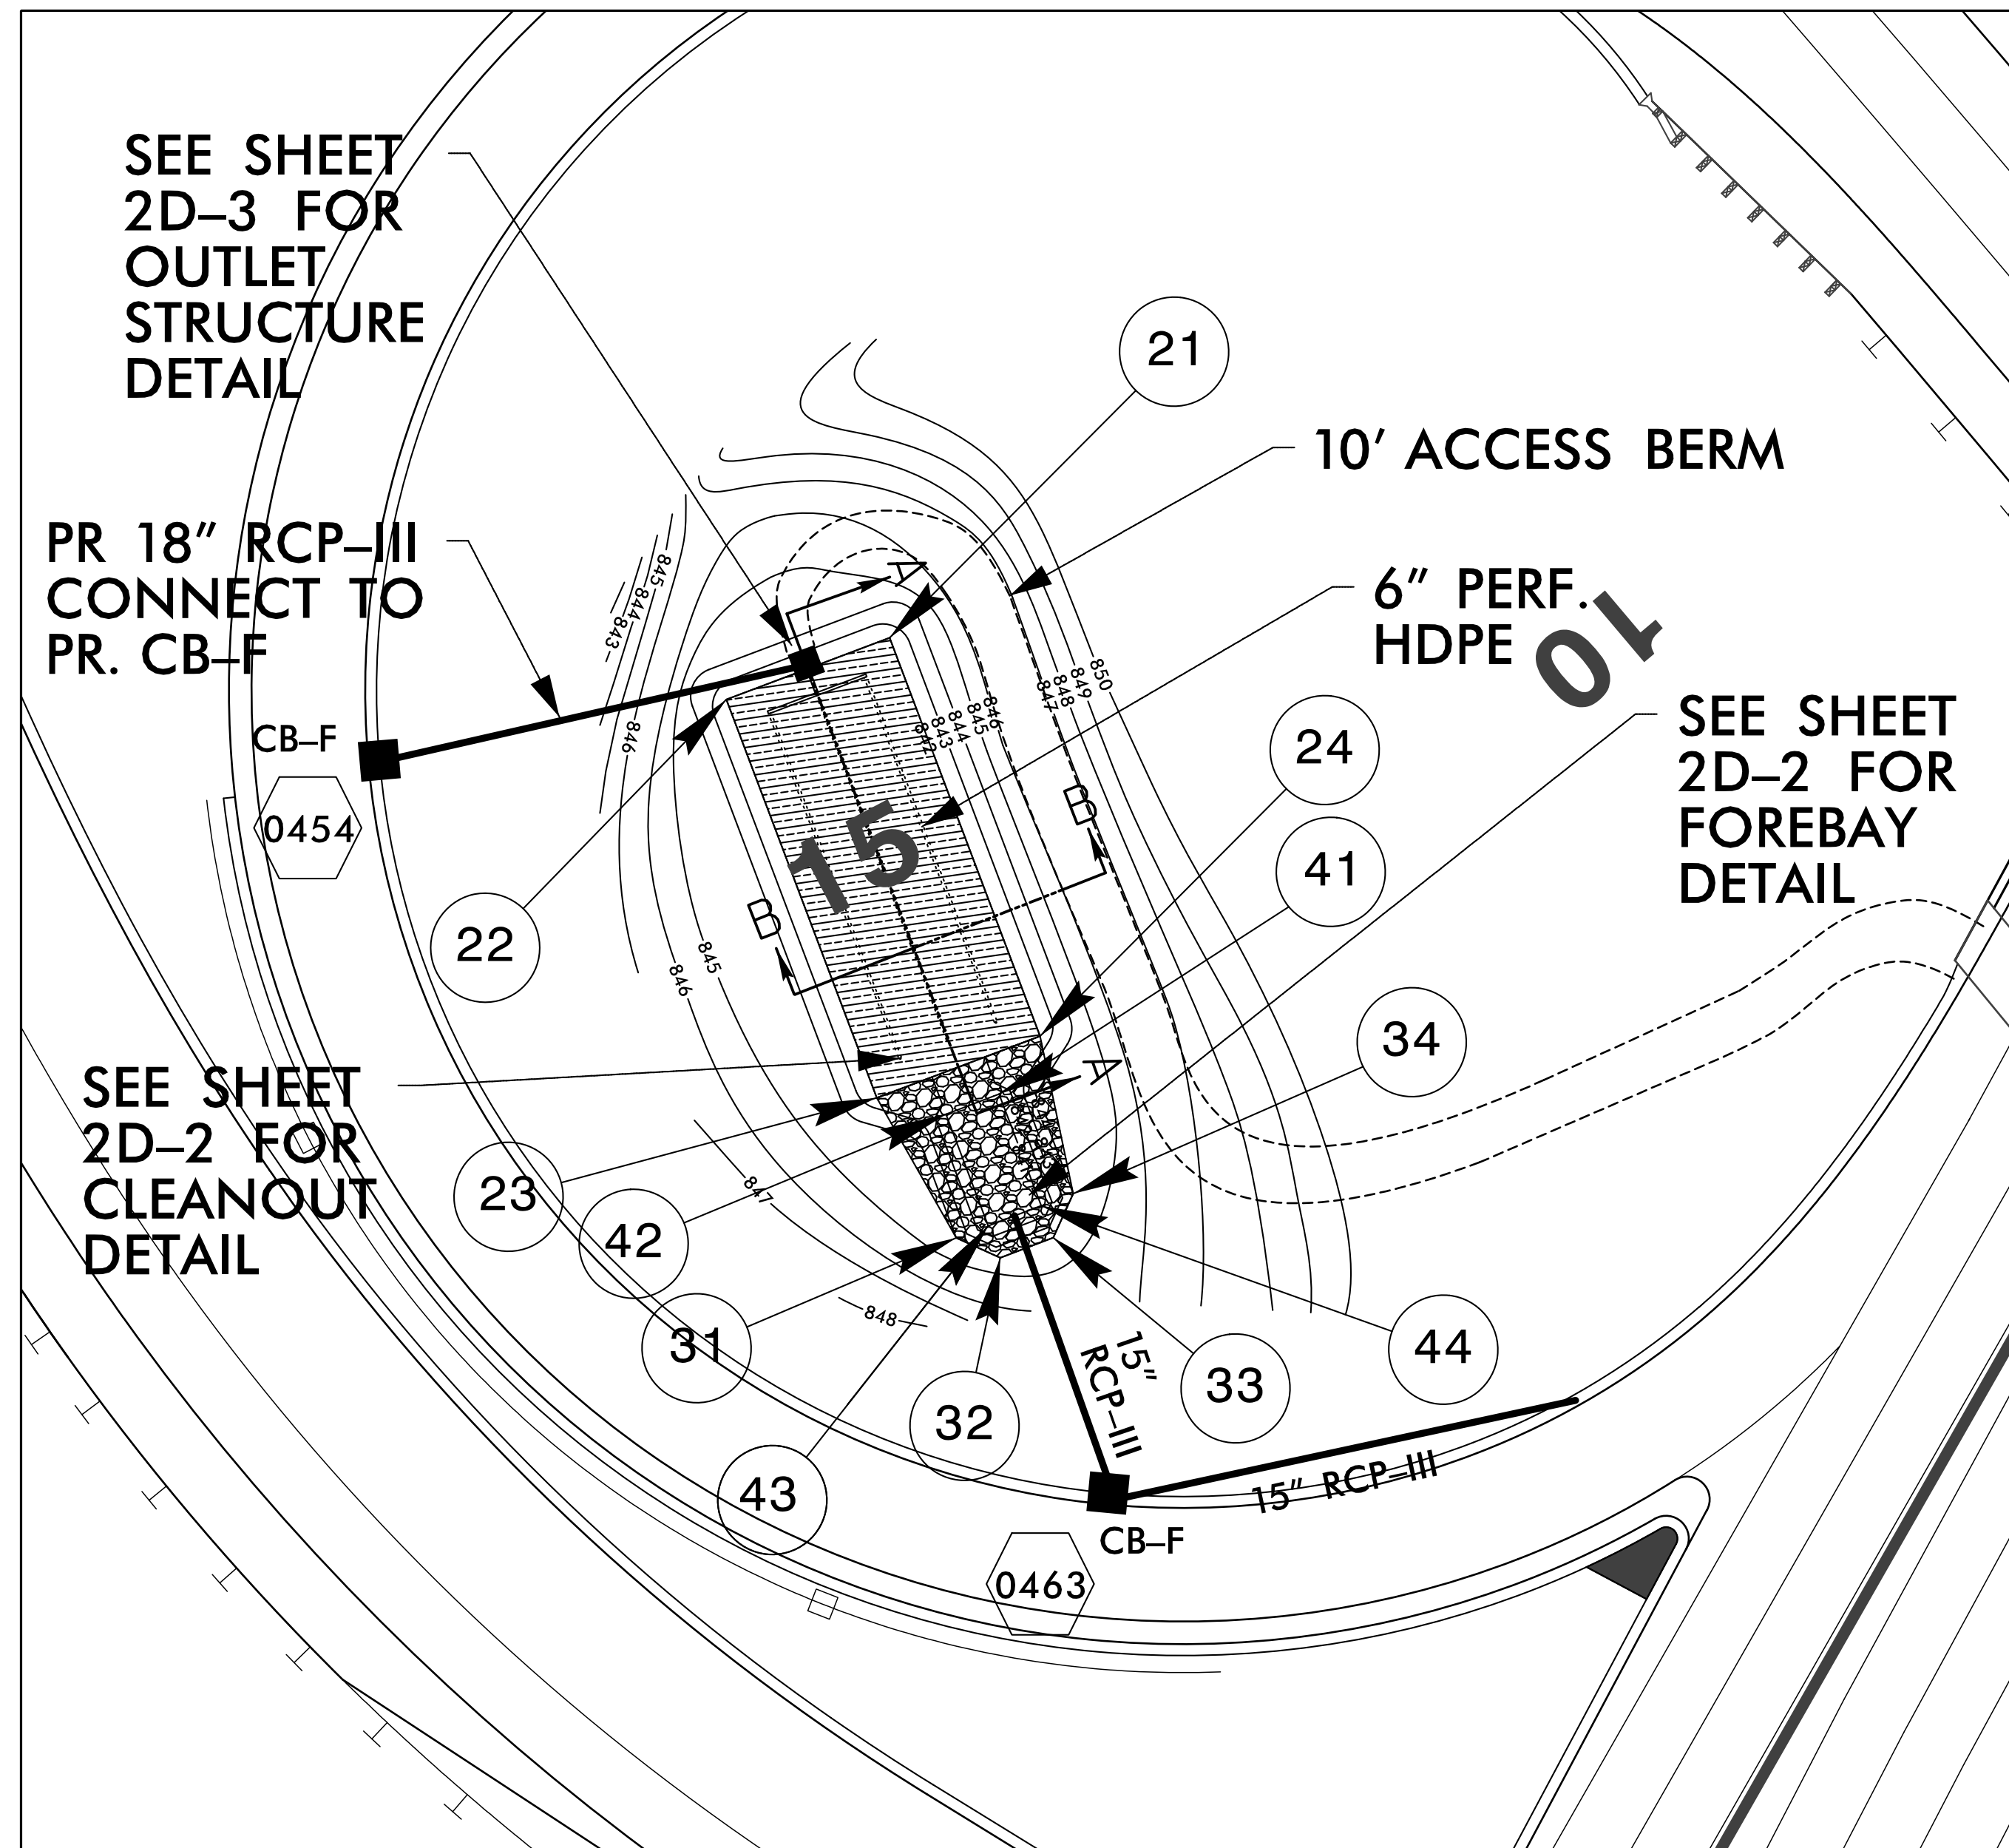 SEE SHEET
2D–3 FOR
OUTLET
STRUCTURE
DETAIL
21
10' ACCESS BERM
PR 18" RCP–III
CONNECT TO
PR. CB–F
6" PERF.
HDPE
10
SEE SHEET
2D–2 FOR
FOREBAY
DETAIL
845
844
843
846
A
850
849
848
847
846
845
844
843
842
CB–F
0454
24
41
15
B
B
22
845
846
34
A
SEE SHEET
2D–2 FOR
CLEANOUT
DETAIL
23
42
847
848
31
43
32
33
44
15"
RCP–III
15" RCP–III
CB–F
0463